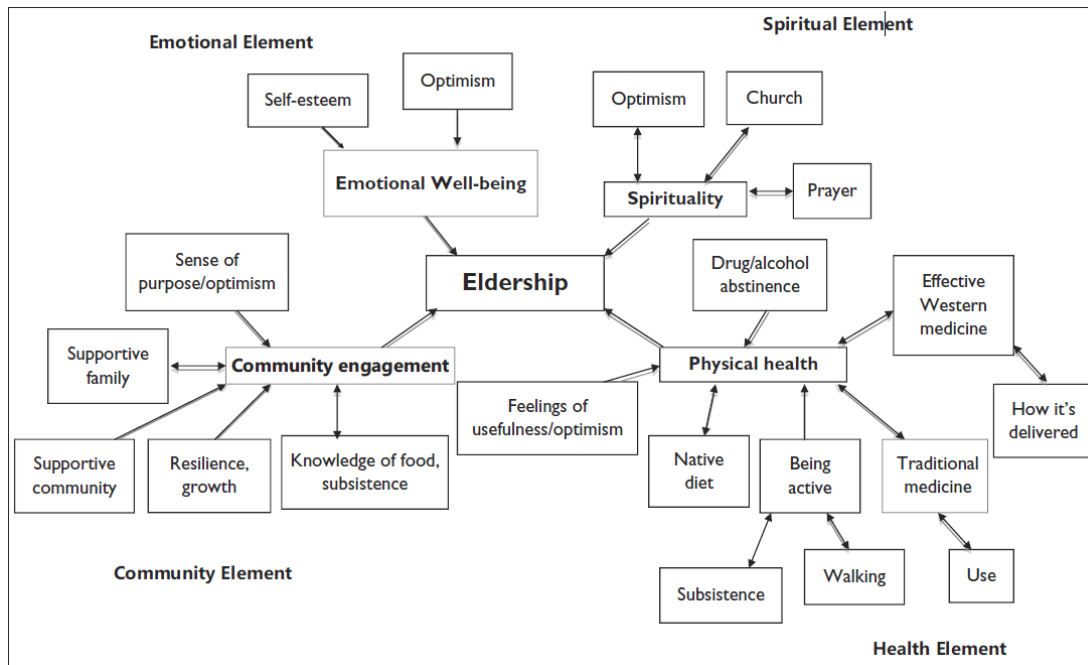 Spiritual Element
Emotional Element
Optimism
Self-esteem
Optimism
Church
Emotional Well-being
Spirituality
Prayer
Sense of
purpose/optimism
Eldership
Drug/alcohol
abstinence
Effective
Western
medicine
Supportive
family
Community engagement
Physical health
Feelings of
usefulness/optimism
How it's
delivered
Supportive
community
Resilience,
growth
Knowledge of food,
subsistence
Native
diet
Being
active
Traditional
medicine
Community Element
Subsistence
Walking
Use
Health Element